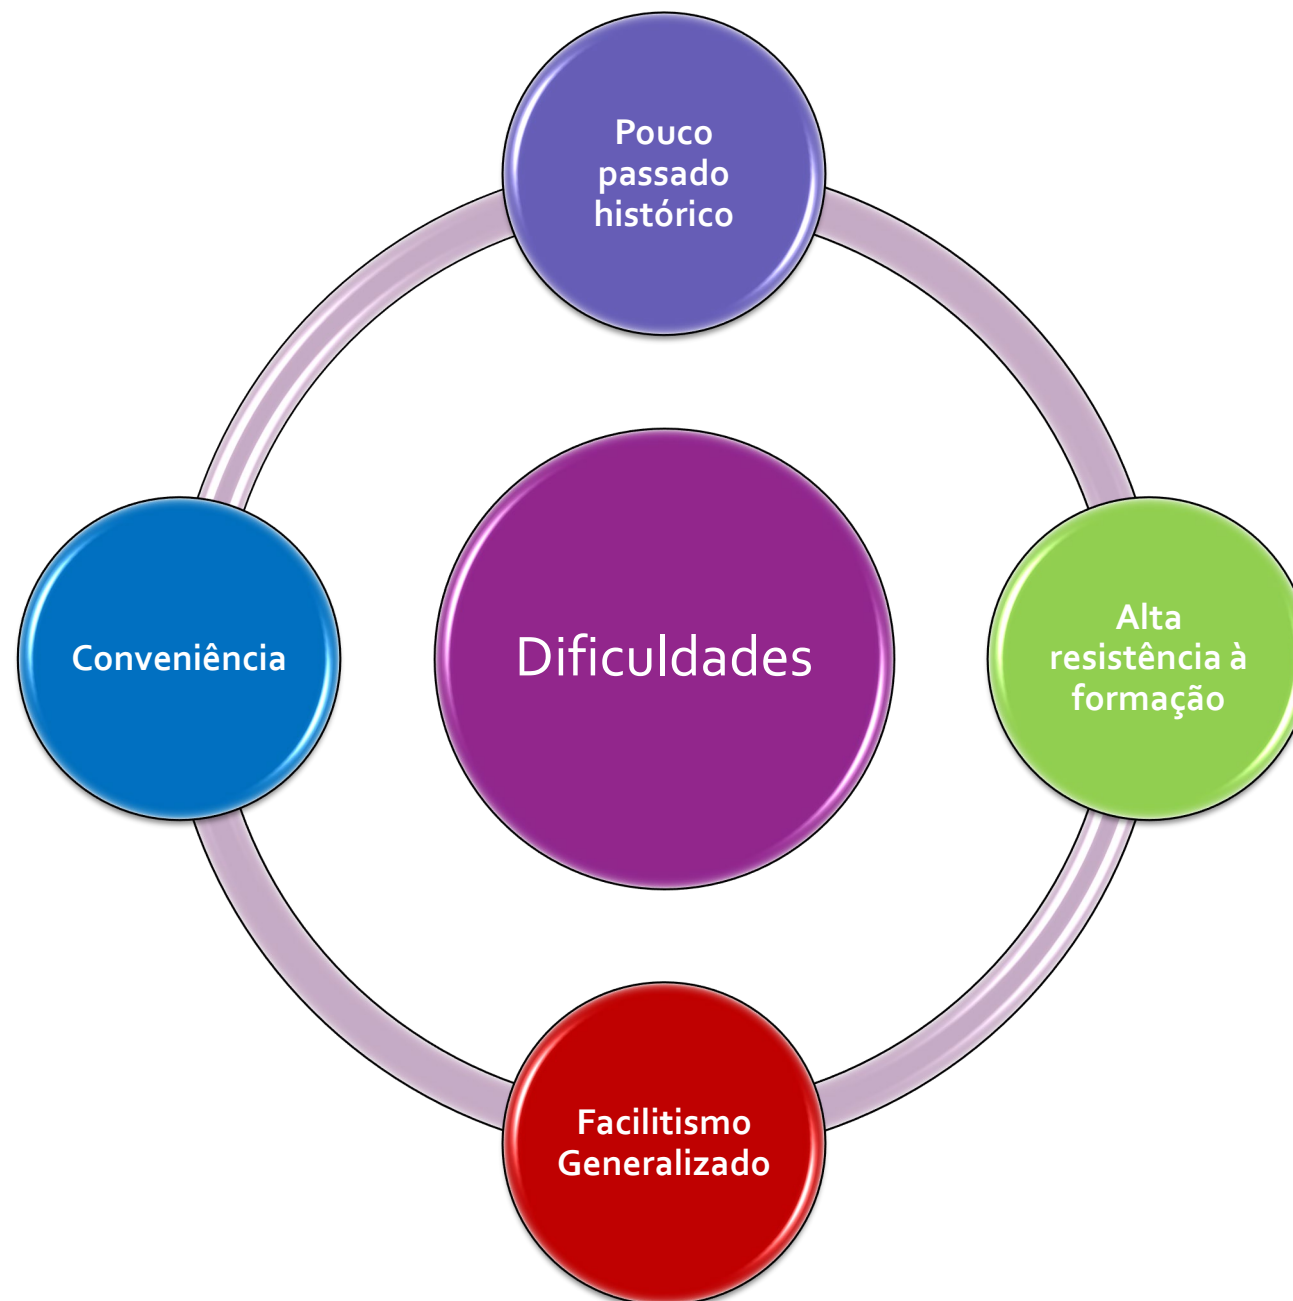 Pouco
passado
histórico
Conveniência
Dificuldades
Alta
resistência à
formação
Facilitismo
Generalizado